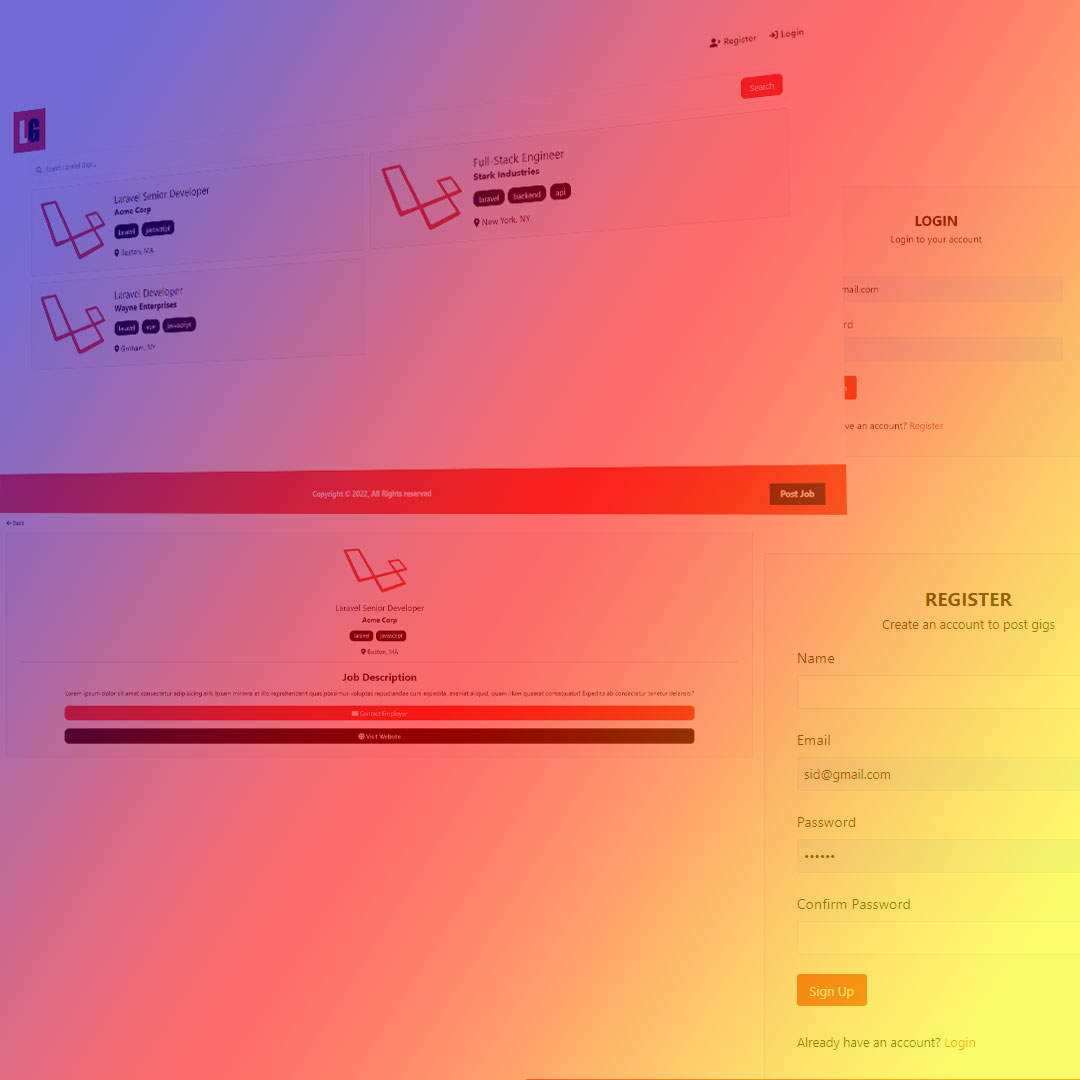 Register
Login
LG
Search
Search Laravel Gigs...
Laravel Senior Developer
Acme Corp
laravel
javascript
Boston, MA
Full-Stack Engineer
Stark Industries
laravel
backend
api
New York, NY
Laravel Developer
Wayne Enterprises
laravel
vue
javascript
Gotham, NY
Copyright © 2022, All Rights reserved
Post Job
LOGIN
Login to your account
mail.com
rd
ve an account? Register
Back
Laravel Senior Developer
Acme Corp
laravel
javascript
Boston, MA
Job Description
Lorem ipsum dolor sit amet consectetur adipisicing elit. Ipsam minima et illo reprehenderit quas possimus voluptas repudiandae cum expedita, eveniet aliquid, quam illum quaerat consequatur! Expedita ab consectetur tenetur delensiti?
Contact Employer
Visit Website
REGISTER
Create an account to post gigs
Name
Email
sid@gmail.com
Password
Confirm Password
Sign Up
Already have an account? Login